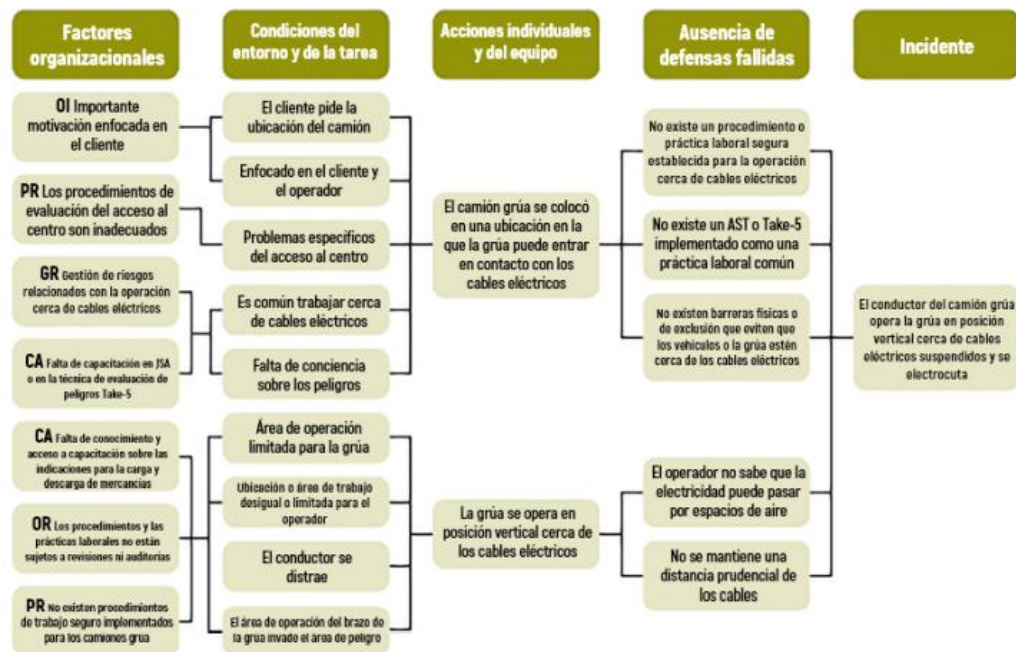 Factores
organizacionales
Condiciones del
entorno y de la tarea
Acciones individuales
y del equipo
Ausencia de
defensas fallidas
Incidente
OI Importante
motivación enfocada en
el cliente
PR Los procedimientos de
evaluación del acceso al
centro son inadecuados
GR Gestión de riesgos
relacionados con la operación
cerca de cables eléctricos
CA Falta de capacitación en JSA
o en la técnica de evaluación de
peligros Take-5
CA Falta de conocimiento y
acceso a capacitación sobre las
indicaciones para la carga y
descarga de mercancías
OR Los procedimientos y las
prácticas laborales no están
sujetos a revisiones ni auditorías
PR No existen procedimientos
de trabajo seguro implementados
para los camiones grúa
El cliente pide la
ubicación del camión
Enfocado en el cliente y
el operador
Problemas específicos
del acceso al centro
Es común trabajar cerca
de cables eléctricos
Falta de conciencia
sobre los peligros
Área de operación
limitada para la grúa
Ubicación o área de trabajo
desigual o limitada para el
operador
El conductor se
distrae
El área de operación del brazo de
la grúa invade el área de peligro
El camión grúa se colocó
en una ubicación en la
que la grúa puede entrar
en contacto con los
cables eléctricos
La grúa se opera en
posición vertical cerca de
los cables eléctricos
No existe un procedimiento o
práctica laboral segura
establecida para la operación
cerca de cables eléctricos
No existe un AST o Take-5
implementado como una
práctica laboral común
No existen barreras físicas o
de exclusión que eviten que
los vehículos o la grúa estén
cerca de los cables eléctricos
El operador no sabe que la
electricidad puede pasar
por espacios de aire
No se mantiene una
distancia prudencial de
los cables
El conductor del camión grúa
opera la grúa en posición
vertical cerca de cables
eléctricos suspendidos y se
electrocuta